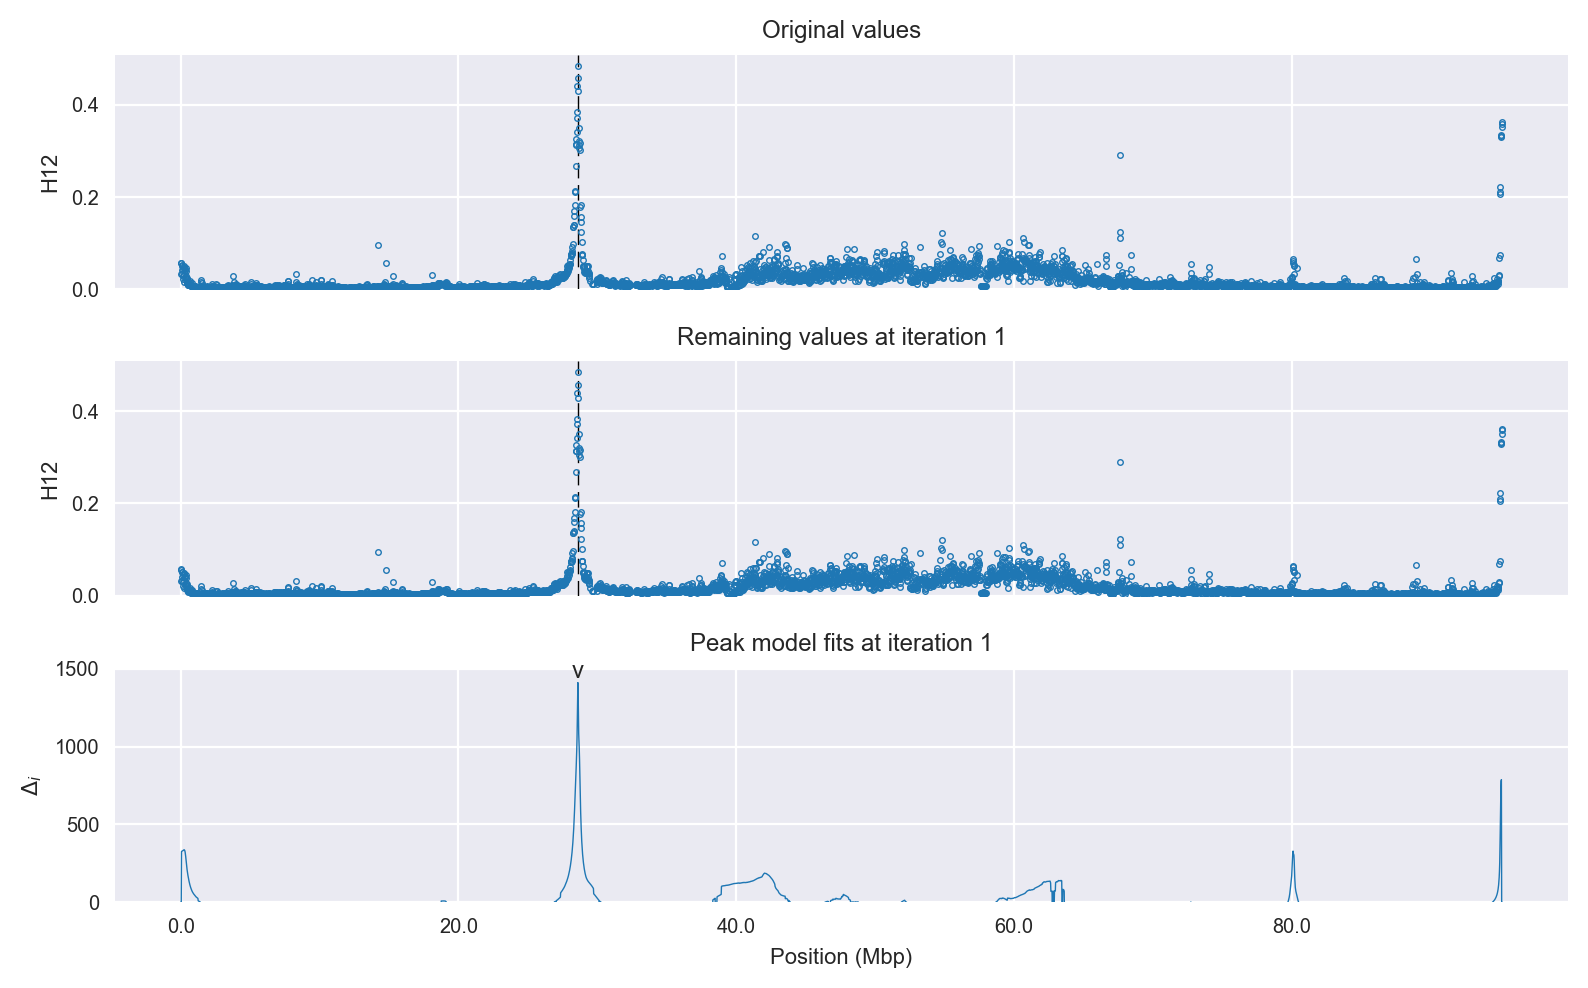 Original values
0.4
0.2
0.0
H12
Remaining values at iteration 1
0.4
0.2
0.0
H12
Peak model fits at iteration 1
v
1500
1000
500
0
Δi
0.0 20.0 40.0 60.0 80.0
Position (Mbp)